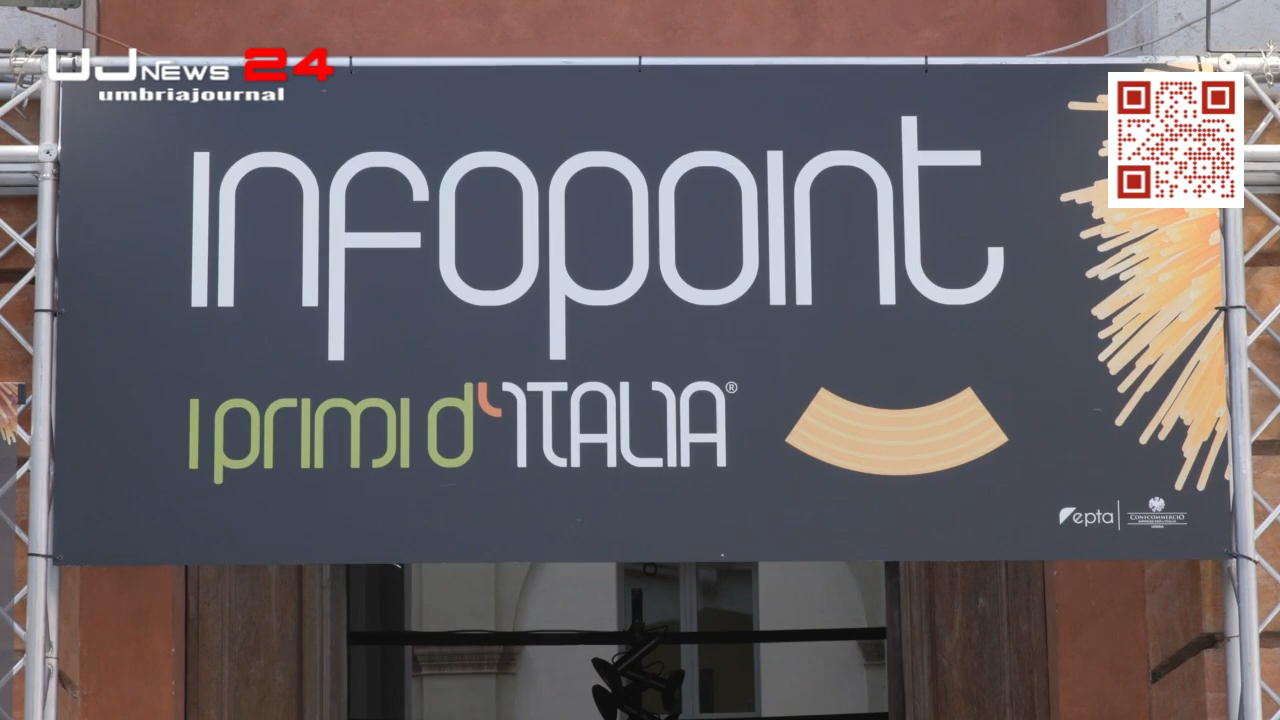 UJ NEWS 24
umbriajournal
infopoint
I primi d'ITALIA®
epta
CONFCOMMERCIO